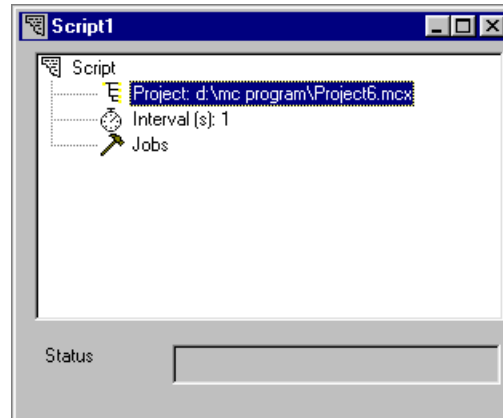 Script1
Script
Project: d:\mc program\Project6.mcx
Interval (s): 1
Jobs
Status